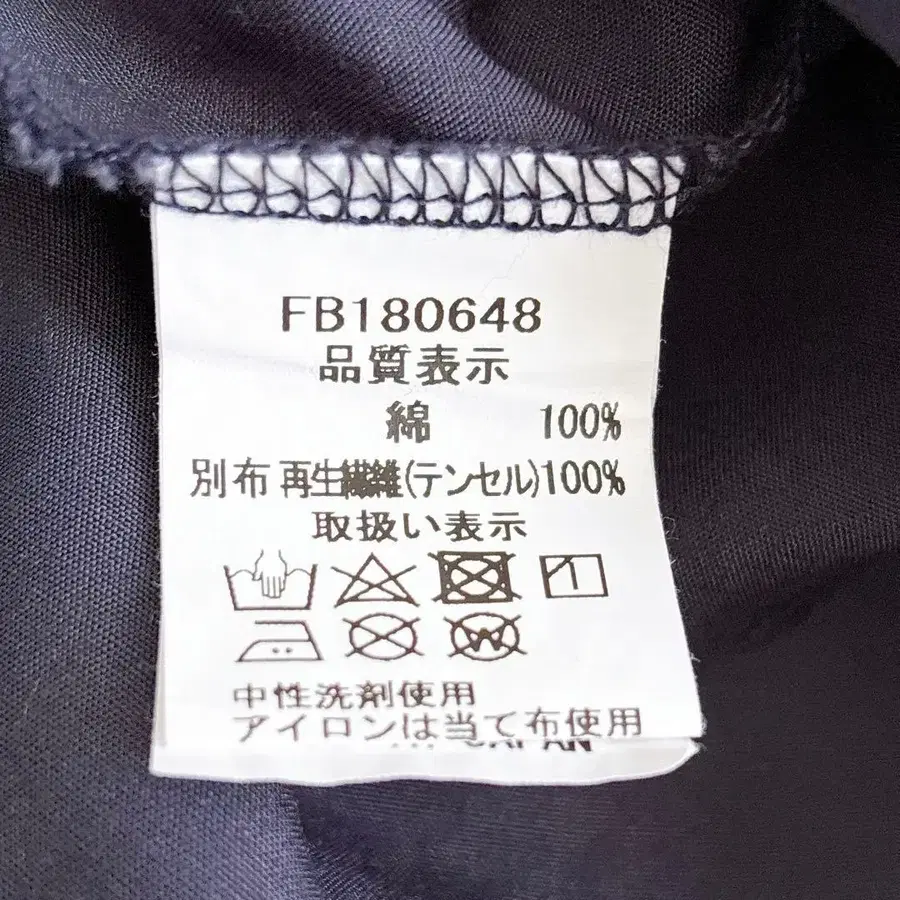 FB180648
品質表示
綿 100%
別布 再生繊維(テンセル)100%
取扱い表示
中性洗剤使用
アイロンは当て布使用
JAPAN